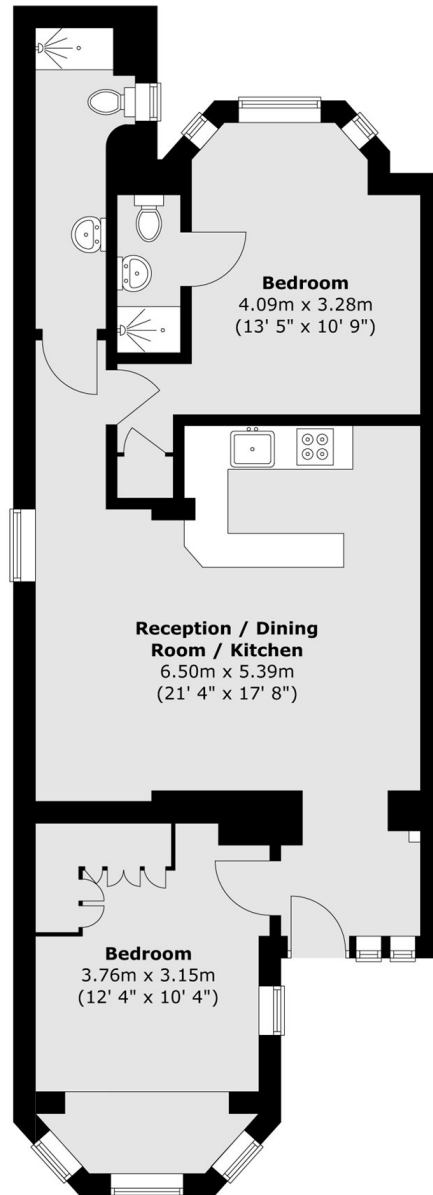 Bedroom
4.09m x 3.28m
(13' 5" x 10' 9")
Reception / Dining
Room / Kitchen
6.50m x 5.39m
(21' 4" x 17' 8")
Bedroom
3.76m x 3.15m
(12' 4" x 10' 4")